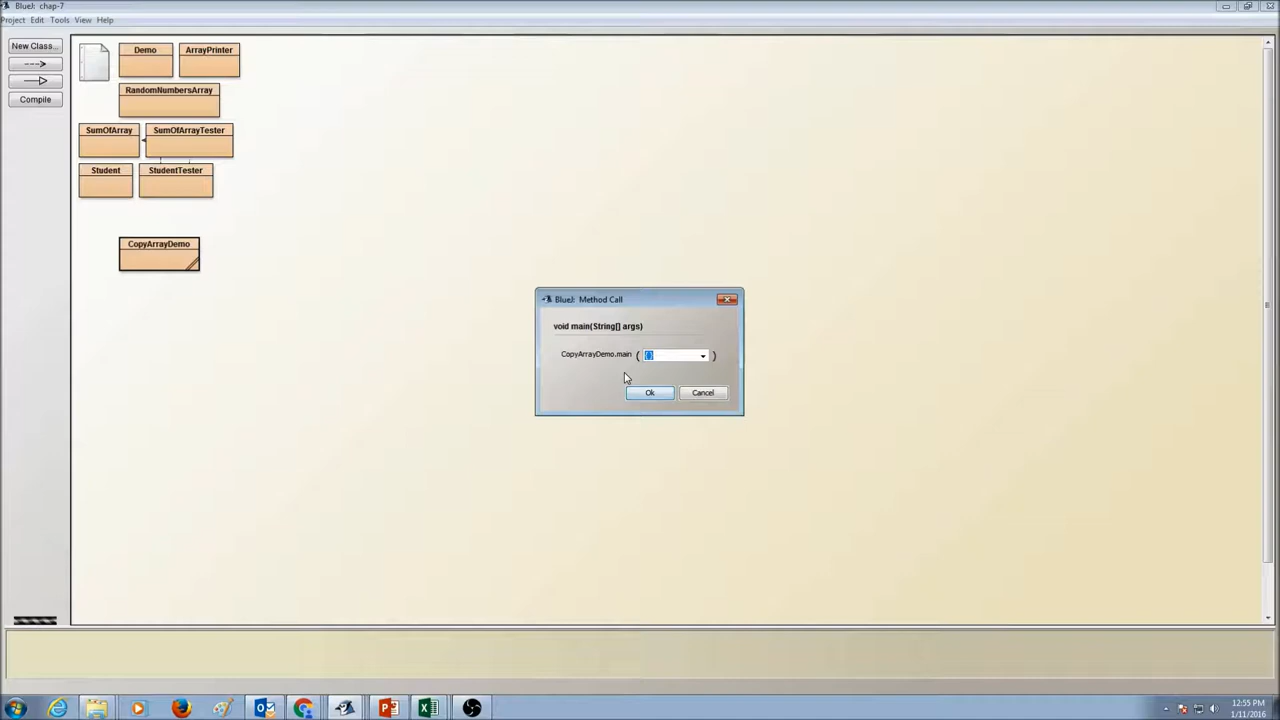 BlueJ: chap-7
Project Edit Tools View Help
New Class...
Compile
Demo
ArrayPrinter
RandomNumbersArray
SumOfArray
SumOfArrayTester
Student
StudentTester
CopyArrayDemo
BlueJ: Method Call
void main(String[] args)
CopyArrayDemo.main ( {} )
Ok
Cancel
12:55 PM
1/11/2016